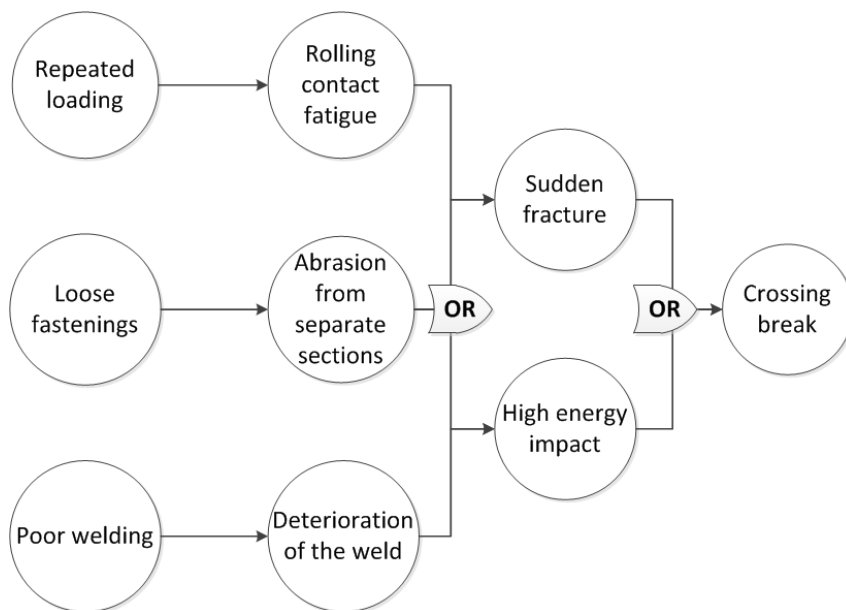 Repeated
loading
Rolling
contact
fatigue
Sudden
fracture
Loose
fastenings
Abrasion
from
separate
sections
OR
OR
Crossing
break
High energy
impact
Poor welding
Deterioration
of the weld